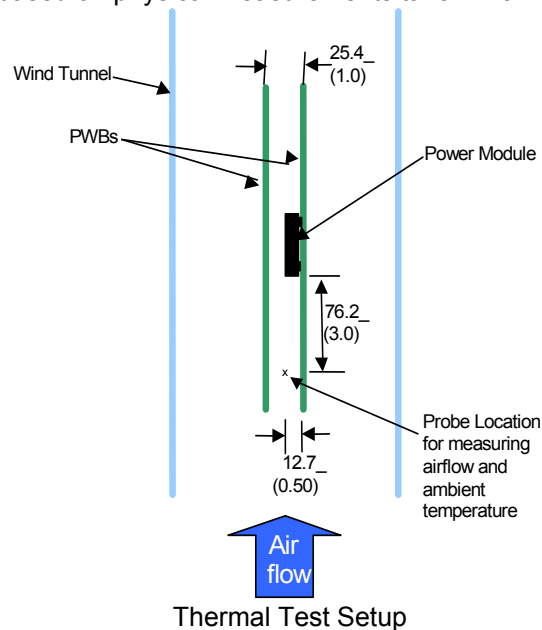 25.4_
(1.0)
Wind Tunnel
PWBs
Power Module
76.2_
(3.0)
x
Probe Location
for measuring
airflow and
ambient
temperature
12.7_
(0.50)
Air
flow
Thermal Test Setup